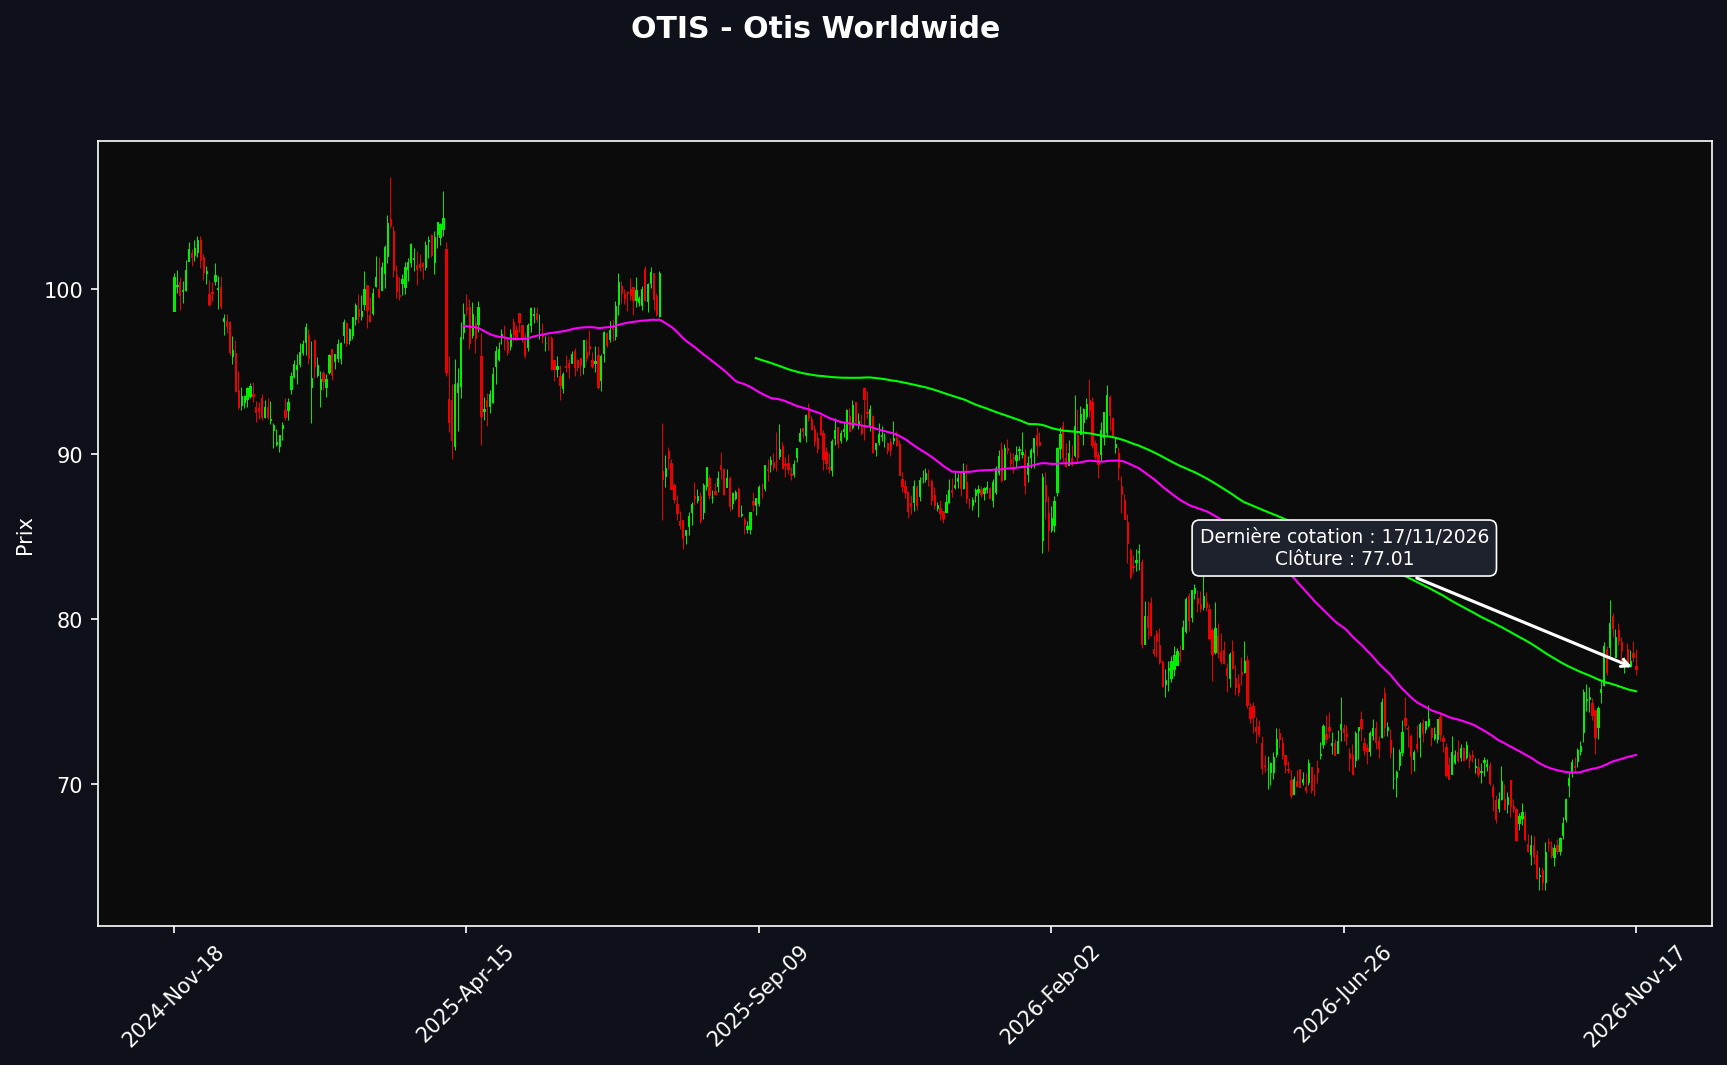 OTIS - Otis Worldwide
Prix
100
90
80
70
Dernière cotation : 17/11/2026
Clôture : 77.01
2024-Nov-18
2025-Apr-15
2025-Sep-09
2026-Feb-02
2026-Jun-26
2026-Nov-17